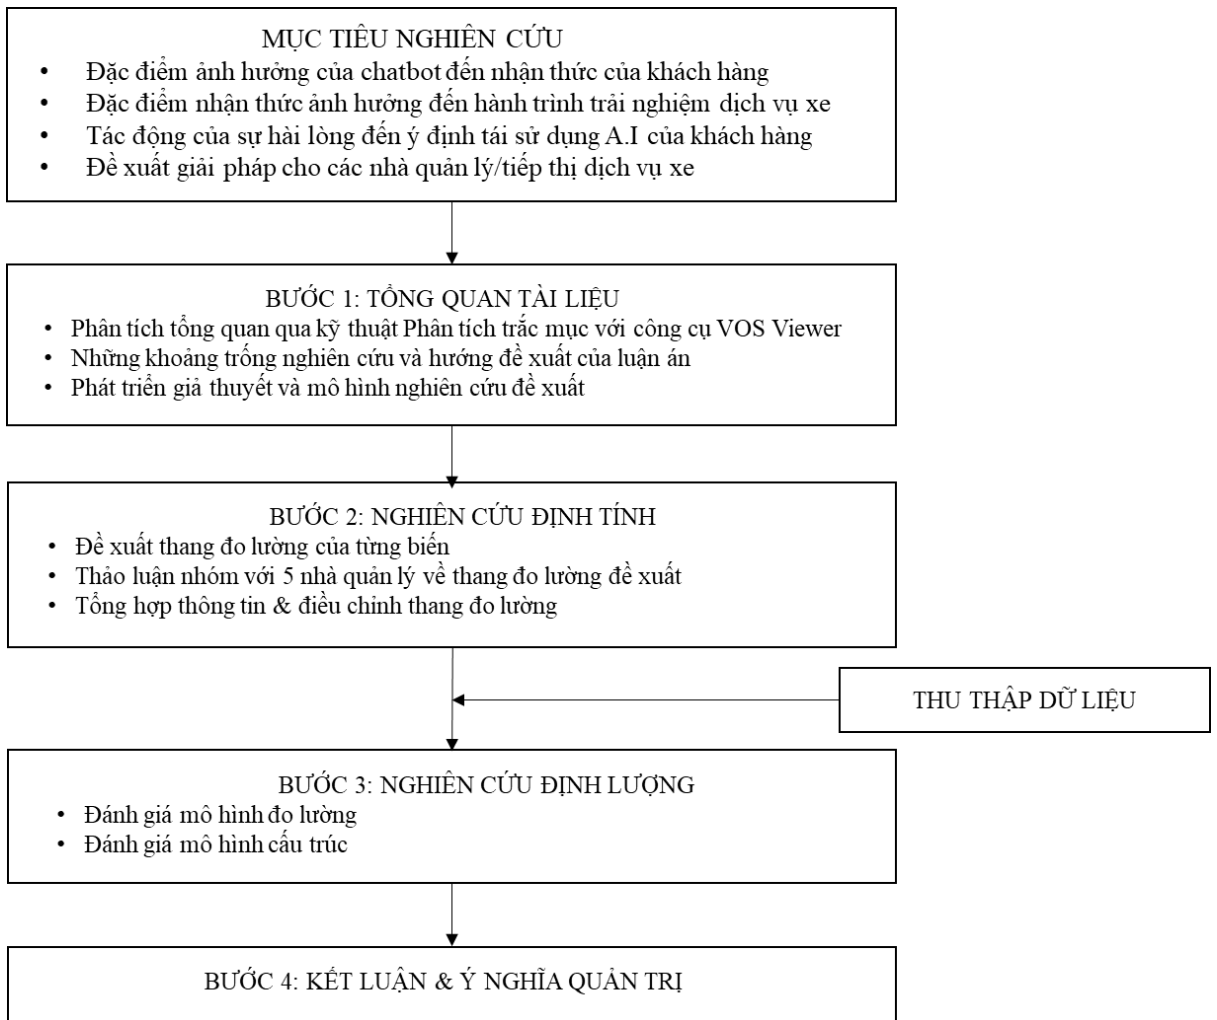 MỤC TIÊU NGHIÊN CỨU
• Đặc điểm ảnh hưởng của chatbot đến nhận thức của khách hàng
• Đặc điểm nhận thức ảnh hưởng đến hành trình trải nghiệm dịch vụ xe
• Tác động của sự hài lòng đến ý định tái sử dụng A.I của khách hàng
• Đề xuất giải pháp cho các nhà quản lý/tiếp thị dịch vụ xe
BƯỚC 1: TỔNG QUAN TÀI LIỆU
• Phân tích tổng quan qua kỹ thuật Phân tích trắc mục với công cụ VOS Viewer
• Những khoảng trống nghiên cứu và hướng đề xuất của luận án
• Phát triển giả thuyết và mô hình nghiên cứu đề xuất
BƯỚC 2: NGHIÊN CỨU ĐỊNH TÍNH
• Đề xuất thang đo lường của từng biến
• Thảo luận nhóm với 5 nhà quản lý về thang đo lường đề xuất
• Tổng hợp thông tin & điều chỉnh thang đo lường
THU THẬP DỮ LIỆU
BƯỚC 3: NGHIÊN CỨU ĐỊNH LƯỢNG
• Đánh giá mô hình đo lường
• Đánh giá mô hình cấu trúc
BƯỚC 4: KẾT LUẬN & Ý NGHĨA QUẢN TRỊ